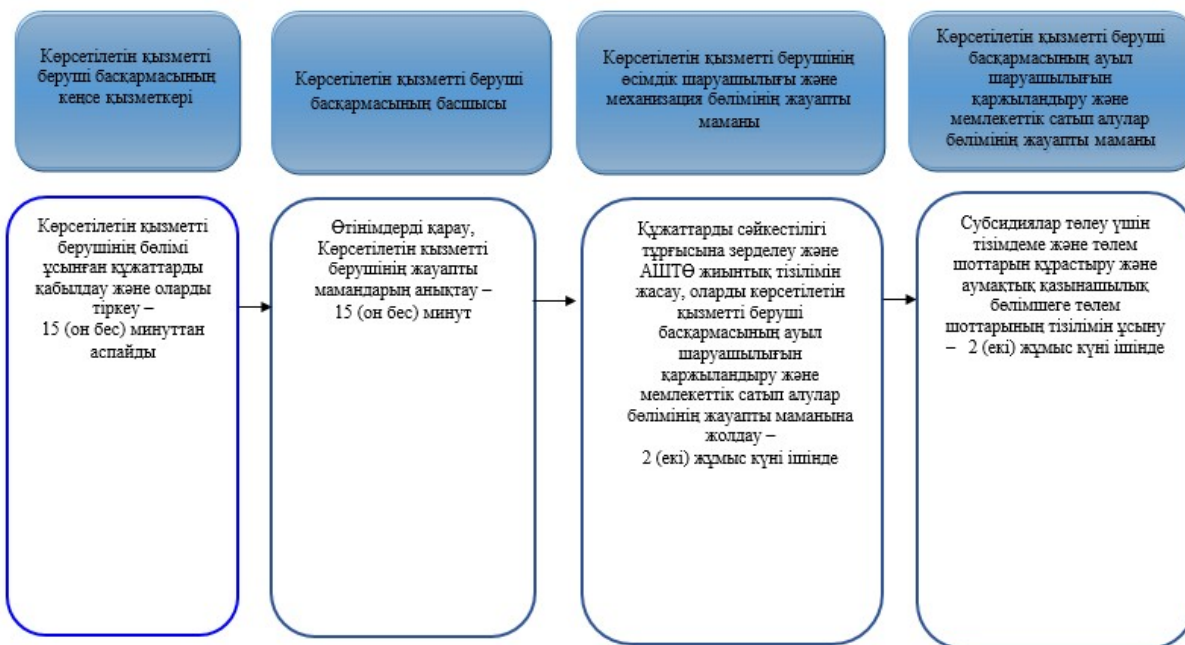 Көрсетілетін қызметті
беруші басқармасының
кеңсе қызметкері
Көрсетілетін қызметті беруші
басқармасының басшысы
Көрсетілетін қызметті берушінің
өсімдік шаруашылығы және
механизация бөлімінің жауапты
маманы
Көрсетілетін қызметті беруші
басқармасының ауыл
шаруашылығын
қаржыландыру және
мемлекеттік сатып алулар
бөлімінің жауапты маманы
Көрсетілетін қызметті
берушінің бөлімі
ұсынған құжаттарды
қабылдау және оларды
тіркеу –
15 (он бес) минуттан
аспайды
Өтінімдерді қарау,
Көрсетілетін кызметті
берушінің жауапты
мамандарың анықтау –
15 (он бес) минут
Құжаттарды сәйкестілігі
тұрғысына зерделеу және
АШТӨ жиынтық тізілімін
жасау, оларды көрсетілетін
қызметті беруші
басқармасының ауыл
шаруашылығын
қаржыландыру және
мемлекеттік сатып алулар
бөлімінің жауапты маманына
жолдау –
2 (екі) жұмыс күні ішінде
Субсидиялар төлеу үшін
тізімдеме және төлем
шоттарын құрастыру және
аумақтық қазынашылық
бөлімшеге төлем
шоттарының тізілімін ұсыну
– 2 (екі) жұмыс күні ішінде